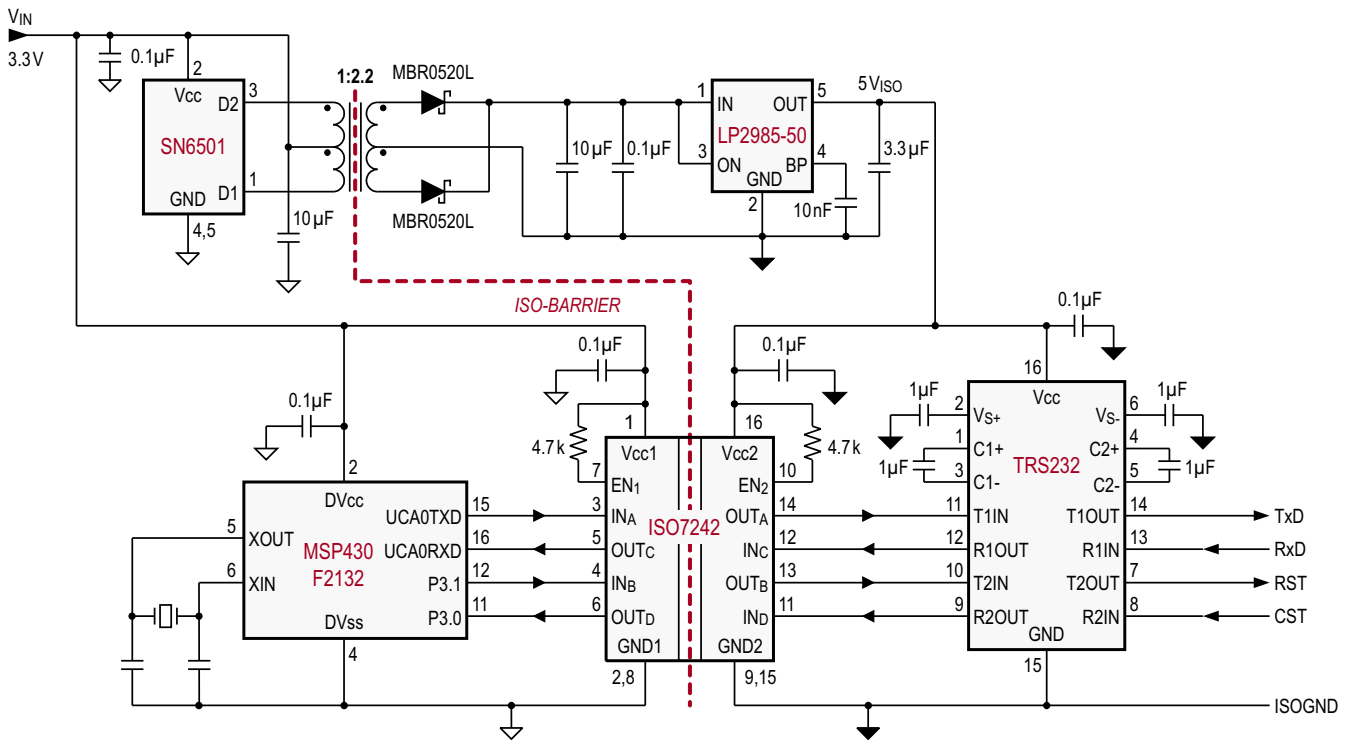 VIN
3.3V
0.1µF
2
Vcc
3
D2
SN6501
D1
1
GND
4,5
10µF
1:2.2
MBR0520L
MBR0520L
10µF
0.1µF
1
IN
OUT
5
LP2985-50
3
ON
BP
4
GND
2
10nF
5VISO
3.3µF
ISO-BARRIER
0.1µF
0.1µF
0.1µF
0.1µF
4.7k
4.7k
2
DVcc
5
XOUT
6
XIN
MSP430
F2132
UCA0TXD
15
UCA0RXD
16
P3.1
12
P3.0
11
DVss
4
1
Vcc1
7
EN1
3
INA
5
OUTC
4
INB
6
OUTD
GND1
2,8
ISO7242
16
Vcc2
10
EN2
14
OUTA
12
INC
13
OUTB
11
IND
GND2
9,15
16
Vcc
1µF
2
VS+
VS-
6
1µF
1
C1+
C2+
4
1µF
1µF
3
C1-
C2-
5
TRS232
11
T1IN
T1OUT
14
TxD
12
R1OUT
R1IN
13
RxD
10
T2IN
T2OUT
7
RST
9
R2OUT
R2IN
8
CST
GND
15
ISOGND